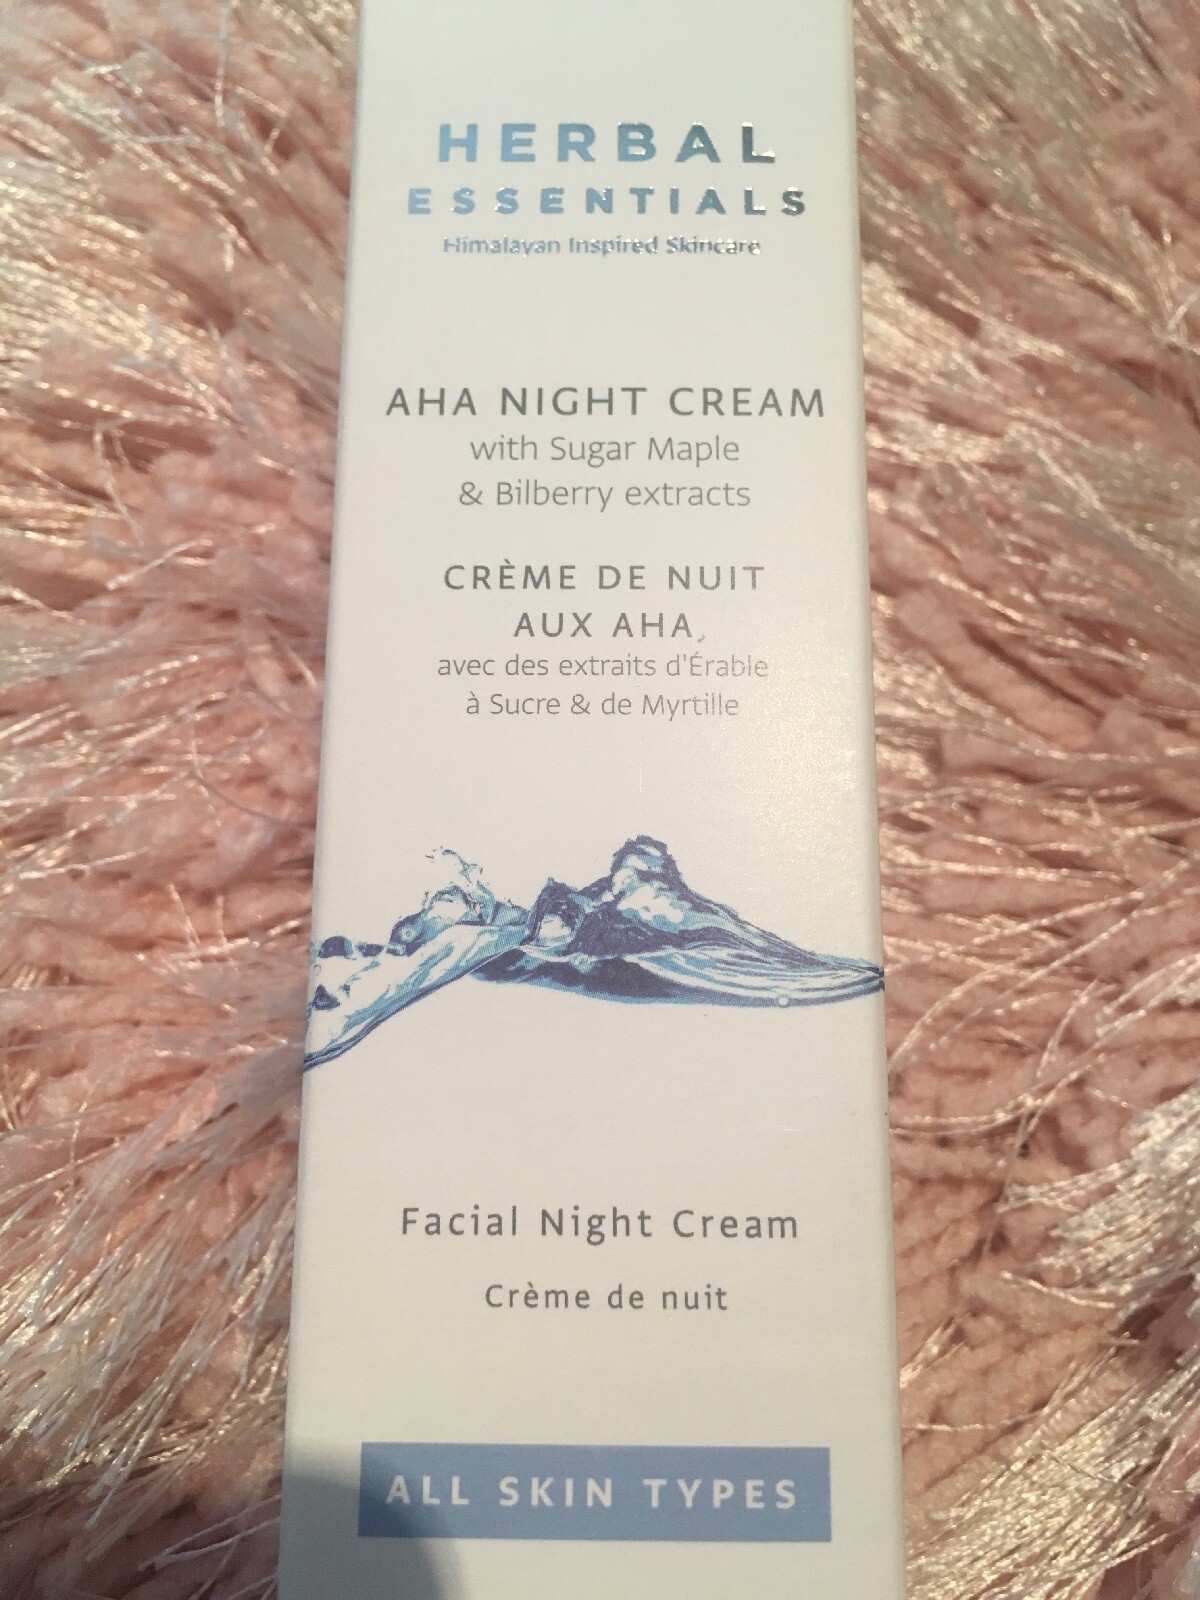 HERBAL
ESSENTIALS
Himalayan Inspired Skincare
AHA NIGHT CREAM
with Sugar Maple
& Bilberry extracts
CRÈME DE NUIT
AUX AHA
avec des extraits d'Érable
à Sucre & de Myrtille
Facial Night Cream
Crème de nuit
ALL SKIN TYPES